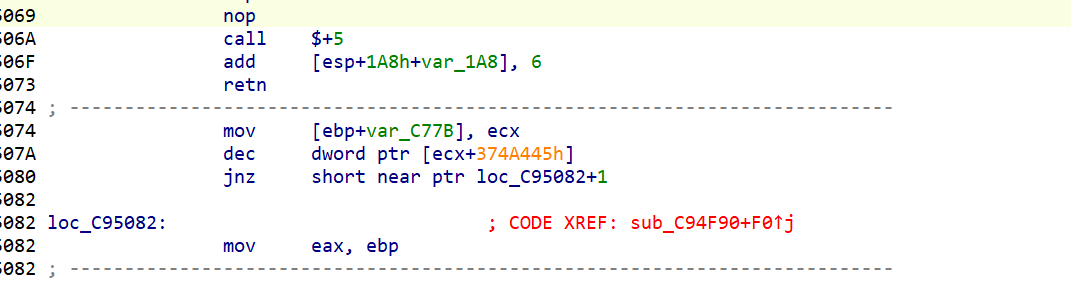 5069 nop
506A call $+5
506F add [esp+1A8h+var_1A8], 6
5073 retn
5074 ; ---------------------------------------------------------------------------
5074 mov [ebp+var_C77B], ecx
507A dec dword ptr [ecx+374A445h]
5080 jnz short near ptr loc_C95082+1
5082
5082 loc_C95082: ; CODE XREF: sub_C94F90+F0↑j
5082 mov eax, ebp
5082 ; ---------------------------------------------------------------------------